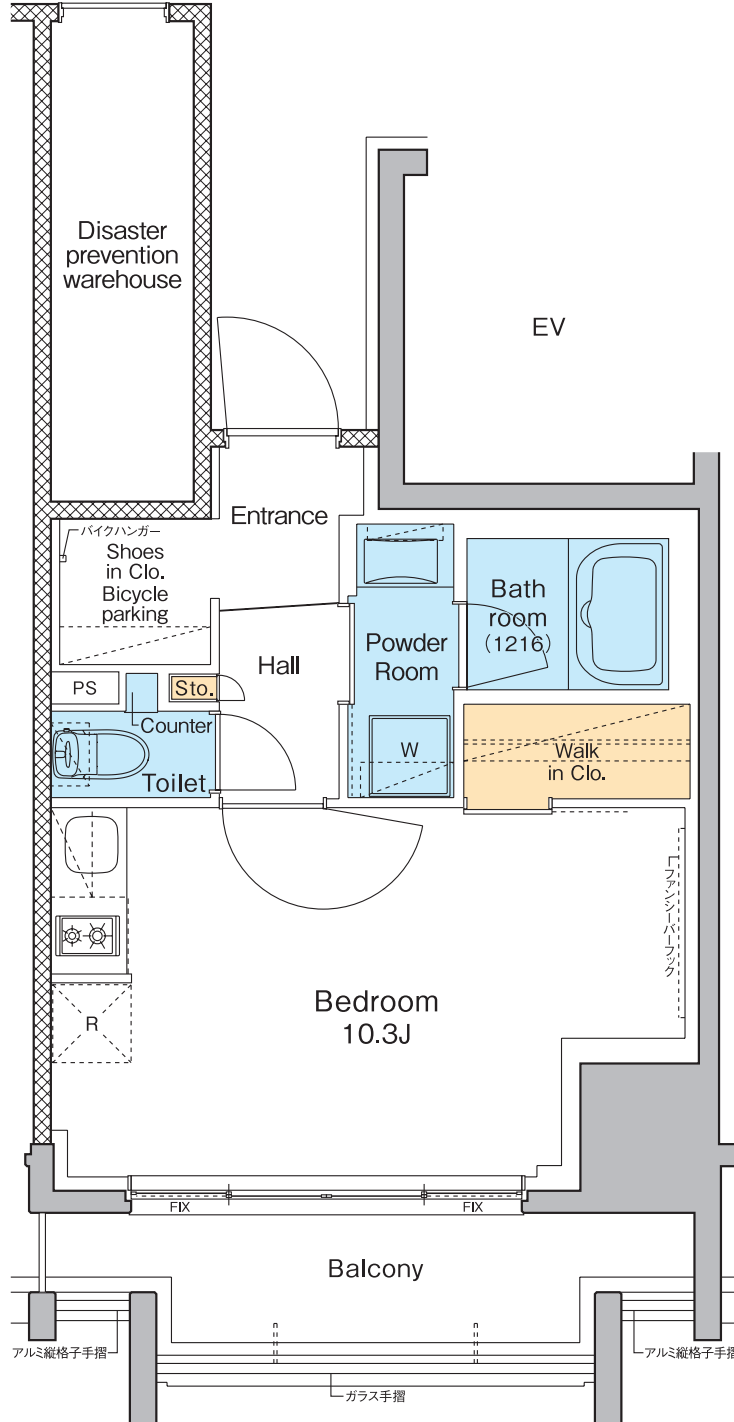 Disaster
prevention
warehouse
EV
Entrance
バイクハンガー
Shoes
in Clo.
Bicycle
parking
Bath
room
(1216)
Powder
Room
Hall
PS
Sto.
Counter
Toilet
W
Walk
in Clo.
ファンシーバーフック
Bedroom
10.3J
R
FIX
FIX
Balcony
アルミ縦格子手摺
アルミ縦格子手摺
ガラス手摺